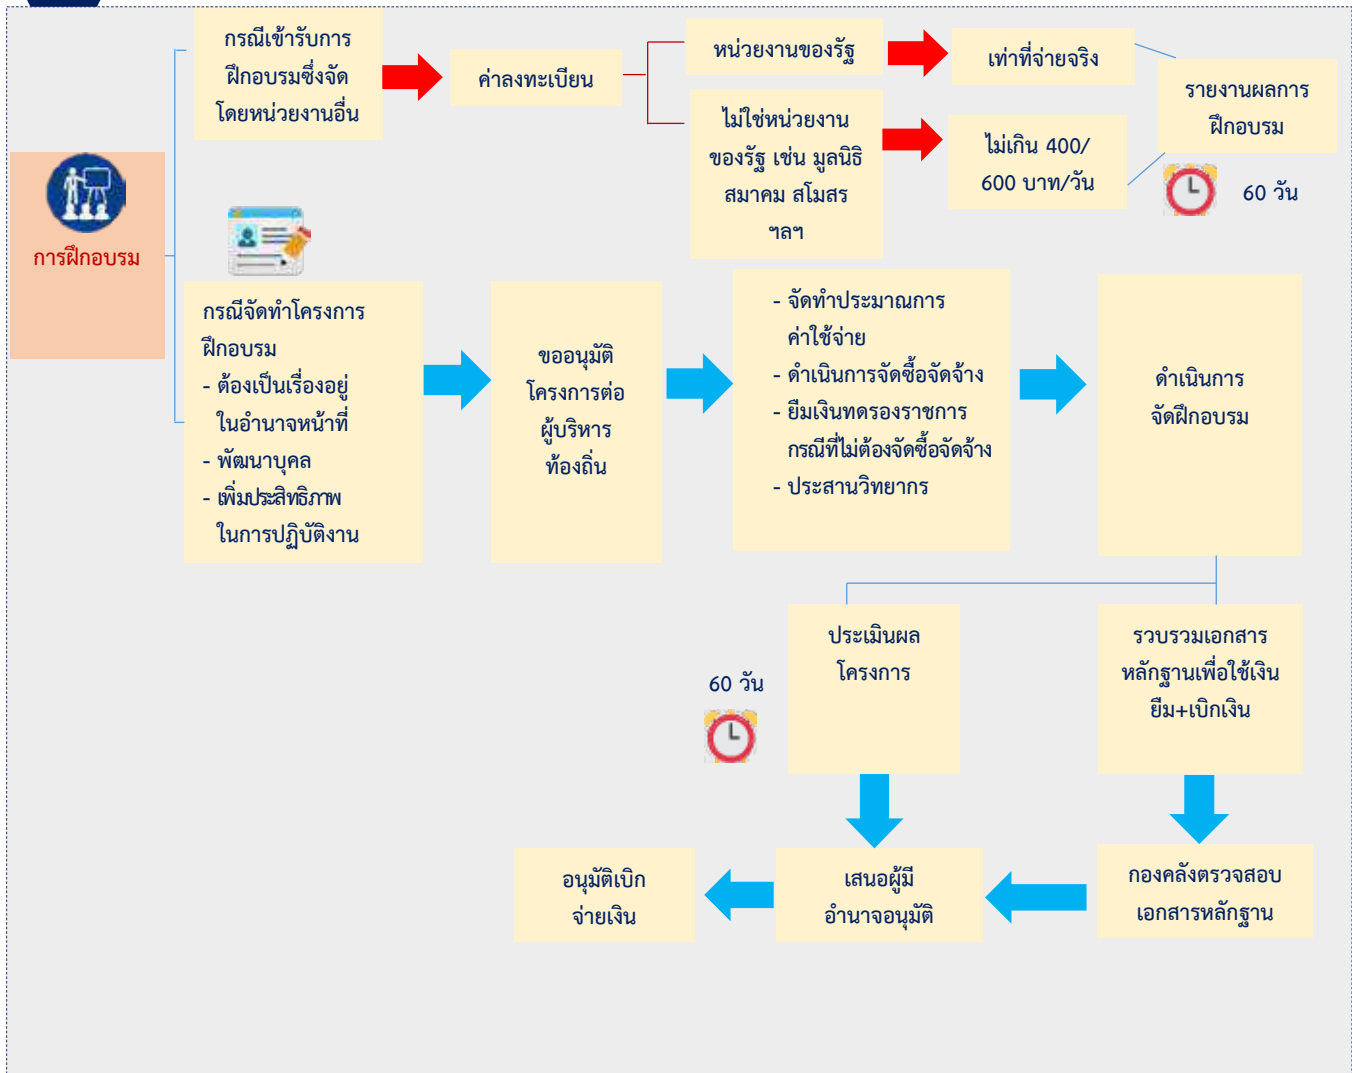 กรณีเข้ารับการ
ฝึกอบรมซึ่งจัด
โดยหน่วยงานอื่น
ค่าลงทะเบียน
หน่วยงานของรัฐ
เท่าที่จ่ายจริง
ไม่ใช่หน่วยงาน
ของรัฐ เช่น มูลนิธิ
สมาคม สโมสร
ฯลฯ
ไม่เกิน 400/
600 บาท/วัน
รายงานผลการ
ฝึกอบรม
60 วัน
การฝึกอบรม
กรณีจัดทำโครงการ
ฝึกอบรม
- ต้องเป็นเรื่องอยู่
ในอำนาจหน้าที่
- พัฒนาบุคล
- เพิ่มประสิทธิภาพ
ในการปฏิบัติงาน
ขออนุมัติ
โครงการต่อ
ผู้บริหาร
ท้องถิ่น
- จัดทำประมาณการ
ค่าใช้จ่าย
- ดำเนินการจัดซื้อจัดจ้าง
- ยืมเงินทดรองราชการ
กรณีที่ไม่ต้องจัดซื้อจัดจ้าง
- ประสานวิทยากร
ดำเนินการ
จัดฝึกอบรม
ประเมินผล
โครงการ
60 วัน
รวบรวมเอกสาร
หลักฐานเพื่อใช้เงิน
ยืม+เบิกเงิน
กองคลังตรวจสอบ
เอกสารหลักฐาน
เสนอผู้มี
อำนาจอนุมัติ
อนุมัติเบิก
จ่ายเงิน